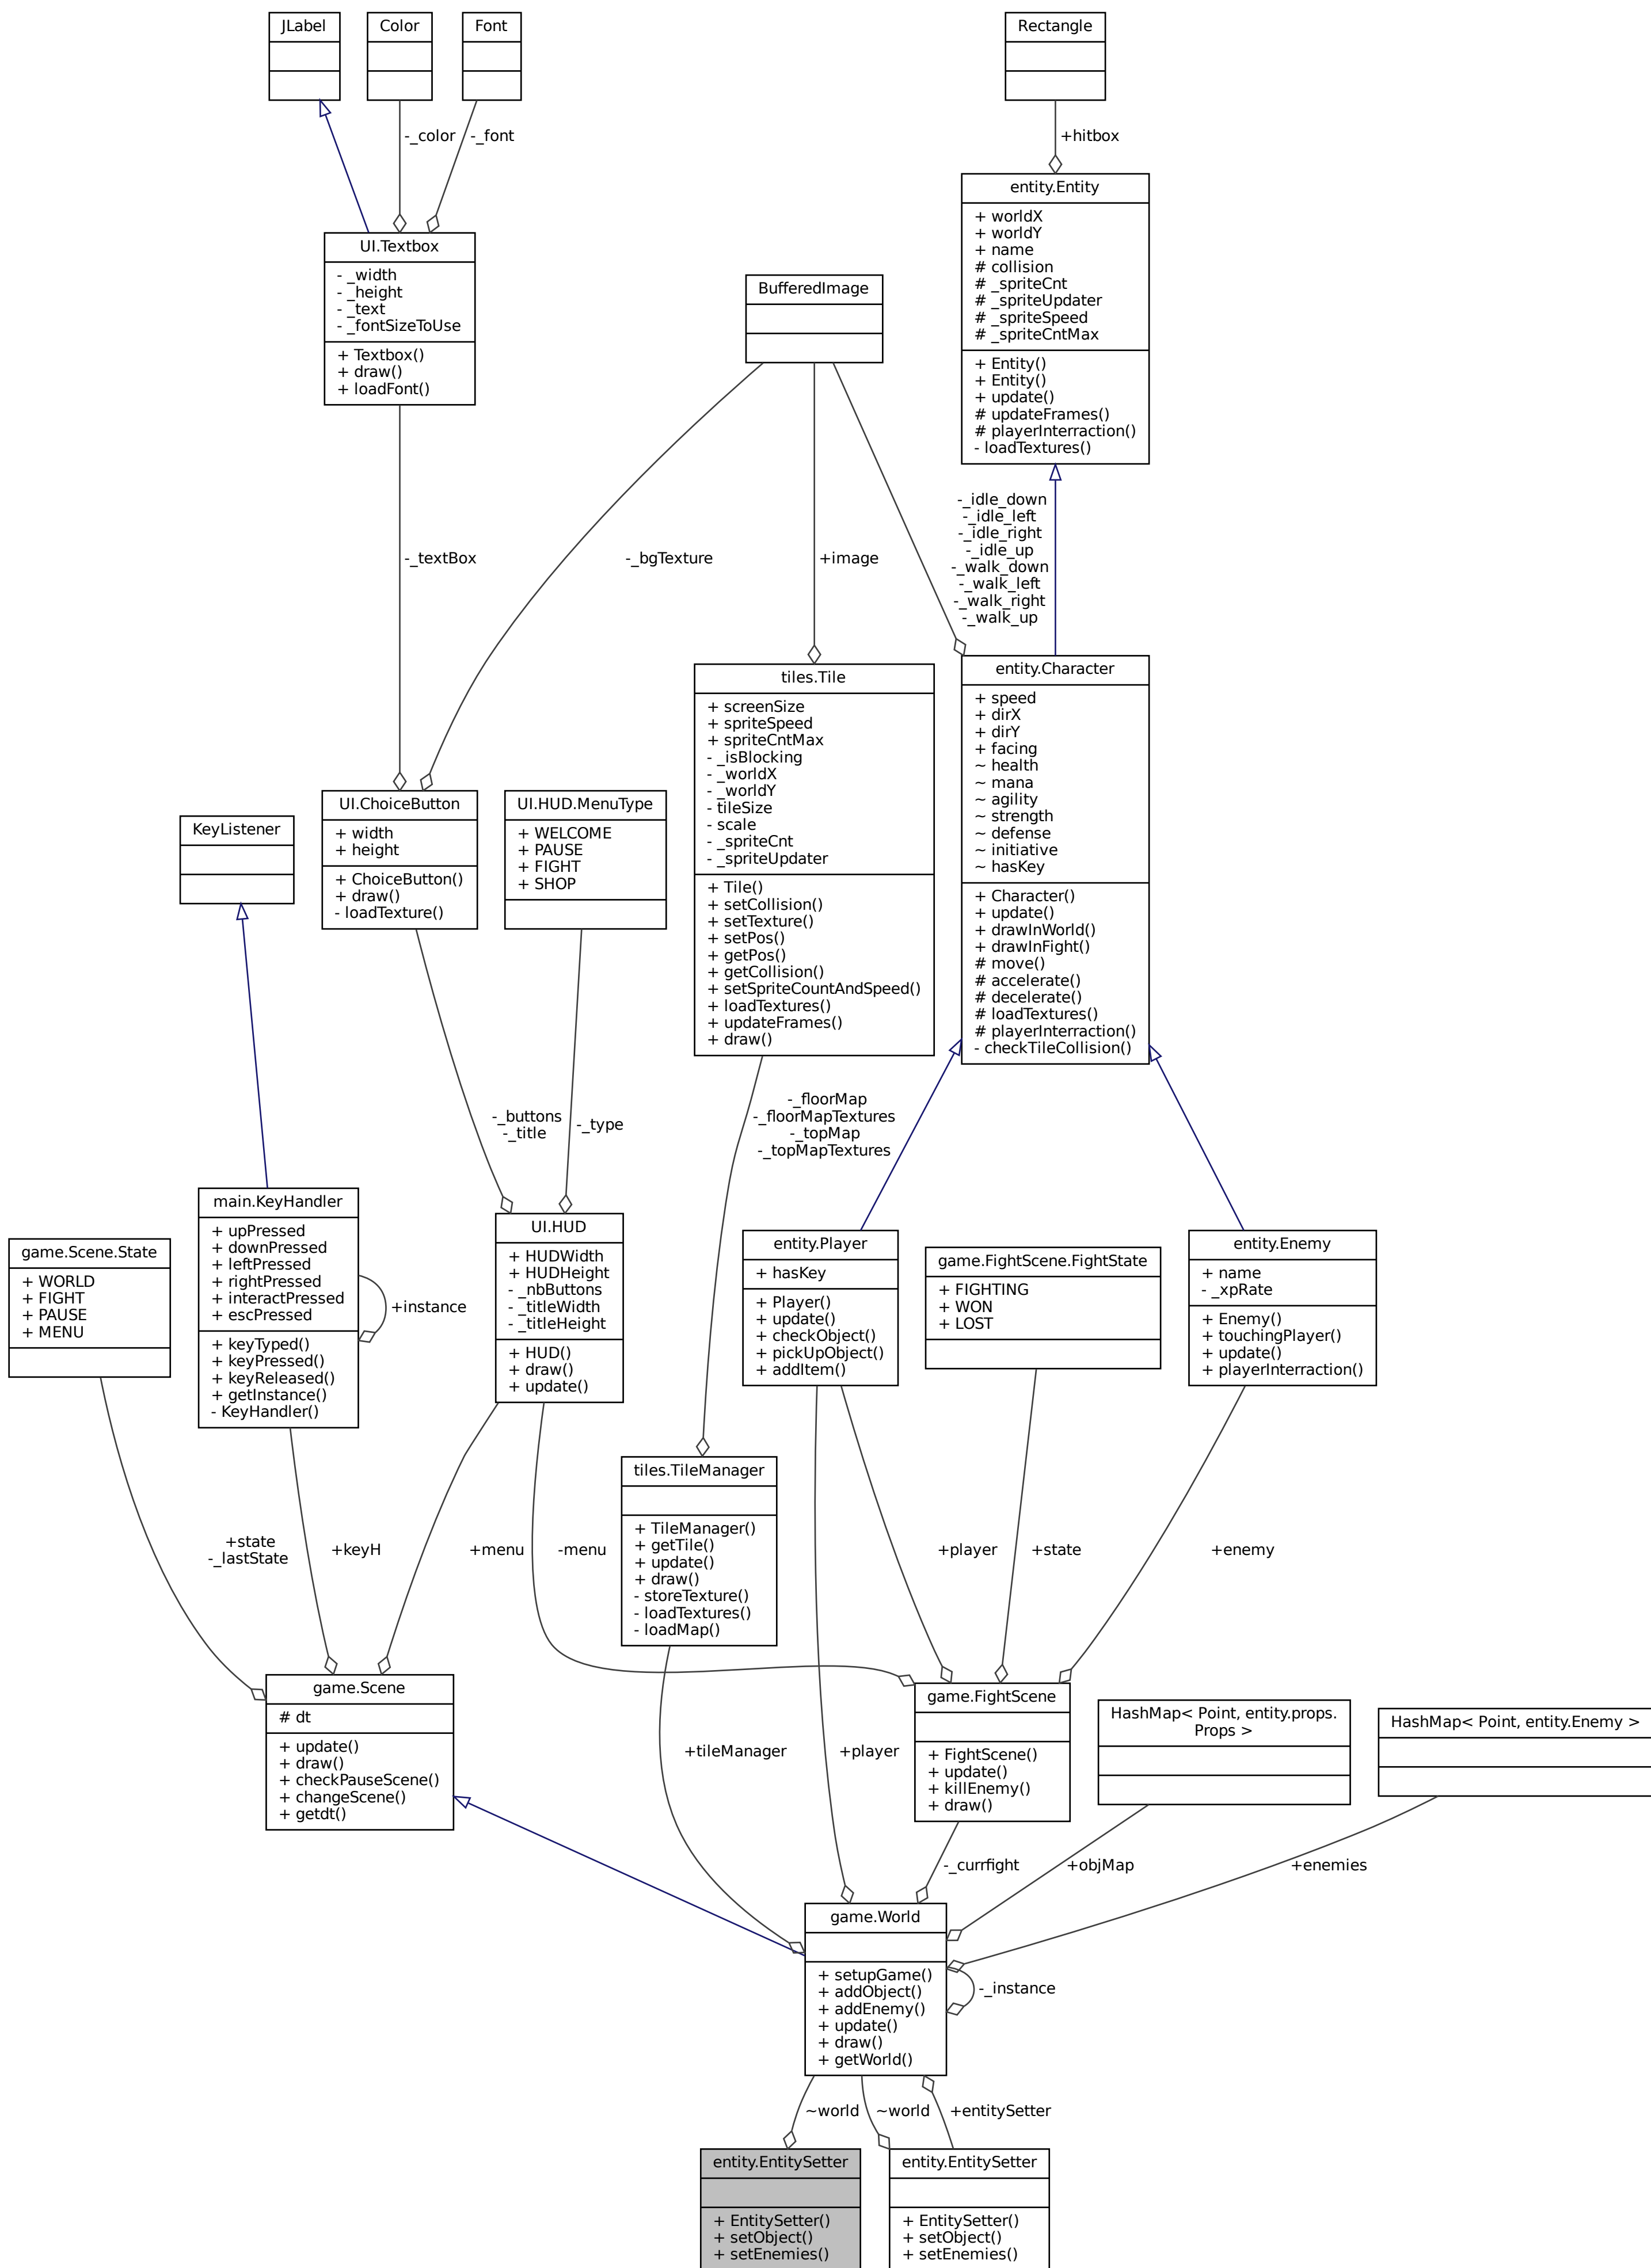 JLabel
Color
Font
Rectangle
-_color
-_font
+hitbox
UI.Textbox
- _width
- _height
- _text
- _fontSizeToUse
+ Textbox()
+ draw()
+ loadFont()
BufferedImage
entity.Entity
+ worldX
+ worldY
+ name
# collision
# _spriteCnt
# _spriteUpdater
# _spriteSpeed
# _spriteCntMax
+ Entity()
+ Entity()
+ update()
# updateFrames()
# playerInterraction()
- loadTextures()
-_textBox
-_bgTexture
+image
-_idle_down
-_idle_left
-_idle_right
-_idle_up
-_walk_down
-_walk_left
-_walk_right
-_walk_up
tiles.Tile
+ screenSize
+ spriteSpeed
+ spriteCntMax
- _isBlocking
- _worldX
- _worldY
- tileSize
- scale
- _spriteCnt
- _spriteUpdater
+ Tile()
+ setCollision()
+ setTexture()
+ setPos()
+ getPos()
+ getCollision()
+ setSpriteCountAndSpeed()
+ loadTextures()
+ updateFrames()
+ draw()
entity.Character
+ speed
+ dirX
+ dirY
+ facing
~ health
~ mana
~ agility
~ strength
~ defense
~ initiative
~ hasKey
+ Character()
+ update()
+ drawInWorld()
+ drawInFight()
# move()
# accelerate()
# decelerate()
# loadTextures()
# playerInterraction()
- checkTileCollision()
KeyListener
UI.ChoiceButton
+ width
+ height
+ ChoiceButton()
+ draw()
- loadTexture()
UI.HUD.MenuType
+ WELCOME
+ PAUSE
+ FIGHT
+ SHOP
-_buttons
-_title
-_type
-_floorMap
-_floorMapTextures
-_topMap
-_topMapTextures
game.Scene.State
+ WORLD
+ FIGHT
+ PAUSE
+ MENU
main.KeyHandler
+ upPressed
+ downPressed
+ leftPressed
+ rightPressed
+ interactPressed
+ escPressed
+ keyTyped()
+ keyPressed()
+ keyReleased()
+ getInstance()
- KeyHandler()
+instance
UI.HUD
+ HUDWidth
+ HUDHeight
- _nbButtons
- _titleWidth
- _titleHeight
+ HUD()
+ draw()
+ update()
entity.Player
+ hasKey
+ Player()
+ update()
+ checkObject()
+ pickUpObject()
+ addItem()
game.FightScene.FightState
+ FIGHTING
+ WON
+ LOST
entity.Enemy
+ name
- _xpRate
+ Enemy()
+ touchingPlayer()
+ update()
+ playerInterraction()
tiles.TileManager
+ TileManager()
+ getTile()
+ update()
+ draw()
- storeTexture()
- loadTextures()
- loadMap()
+state
-_lastState
+keyH
+menu
-menu
+player
+state
+enemy
game.Scene
# dt
+ update()
+ draw()
+ checkPauseScene()
+ changeScene()
+ getdt()
game.FightScene
+ FightScene()
+ update()
+ killEnemy()
+ draw()
HashMap< Point, entity.props.
Props >
HashMap< Point, entity.Enemy >
+tileManager
+player
-_currfight
+objMap
+enemies
game.World
+ setupGame()
+ addObject()
+ addEnemy()
+ update()
+ draw()
+ getWorld()
-_instance
~world
~world
+entitySetter
entity.EntitySetter
+ EntitySetter()
+ setObject()
+ setEnemies()
entity.EntitySetter
+ EntitySetter()
+ setObject()
+ setEnemies()